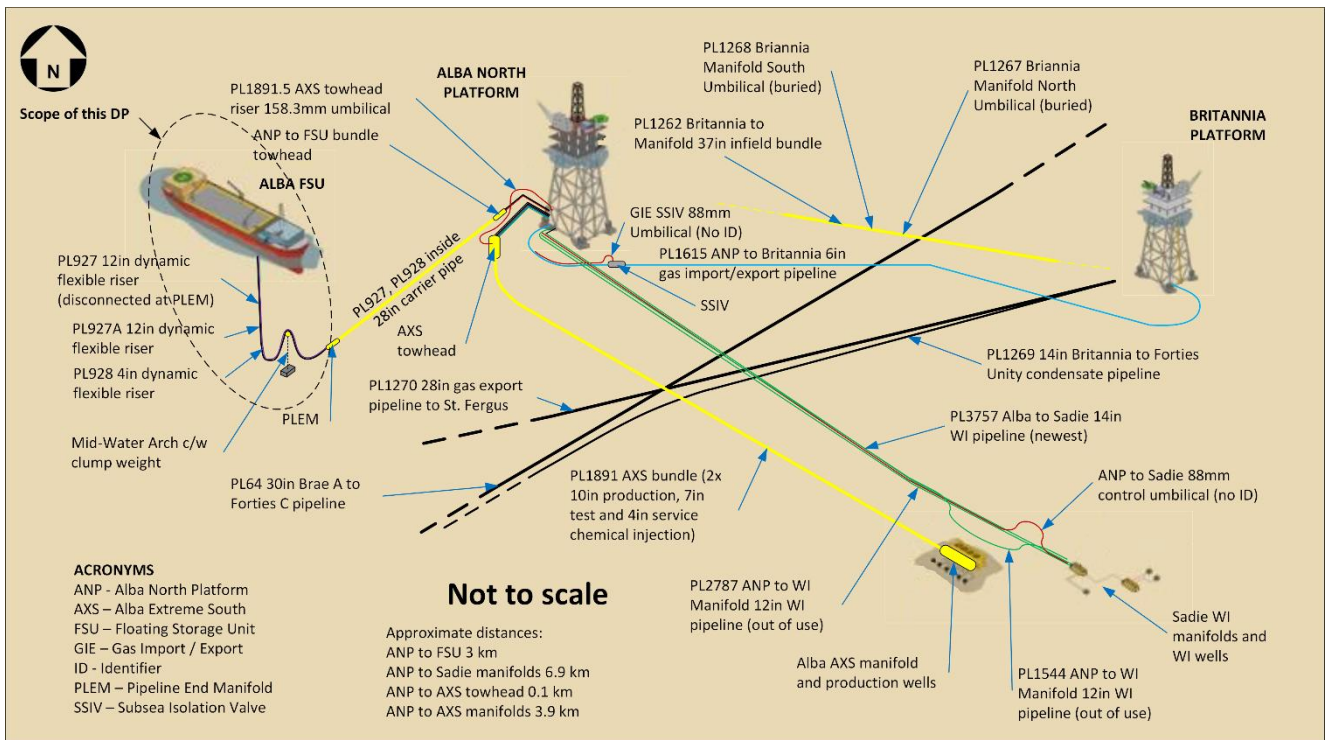 N
Scope of this DP
PL1891.5 AXS towhead
riser 158.3mm umbilical
ANP to FSU bundle
towhead
ALBA NORTH
PLATFORM
PL1268 Briannia
Manifold South
Umbilical (buried)
PL1267 Briannia
Manifold North
Umbilical (buried)
PL1262 Britannia to
Manifold 37in infield
bundle
BRITANNIA
PLATFORM
ALBA FSU
GIE SSIV 88mm
Umbilical (No ID)
PL1615 ANP to Britannia 6in
gas import/export pipeline
SSIV
PL927 12in dynamic
flexible riser
(disconnected at PLEM)
PL927A 12in dynamic
flexible riser
PL928 4in dynamic
flexible riser
PL927, PL928 inside
28in carrier pipe
AXS
towhead
PL1269 14in Britannia to Forties
Unity condensate pipeline
PL1270 28in gas export
pipeline to St. Fergus
PLEM
Mid-Water Arch c/w
clump weight
PL3757 Alba to Sadie 14in
WI pipeline (newest)
PL64 30in Brae A to
Forties C pipeline
PL1891 AXS bundle (2x
10in production, 7in
test and 4in service
chemical injection)
ANP to Sadie 88mm
control umbilical (no ID)
ACRONYMS
ANP - Alba North Platform
AXS – Alba Extreme South
FSU – Floating Storage Unit
GIE – Gas Import / Export
ID - Identifier
PLEM – Pipeline End Manifold
SSIV – Subsea Isolation Valve
Not to scale
Approximate distances:
ANP to FSU 3 km
ANP to Sadie manifolds 6.9 km
ANP to AXS towhead 0.1 km
ANP to AXS manifolds 3.9 km
PL2787 ANP to WI
Manifold 12in WI
pipeline (out of use)
Alba AXS manifold
and production wells
PL1544 ANP to WI
Manifold 12in WI
pipeline (out of use)
Sadie WI
manifolds and
WI wells